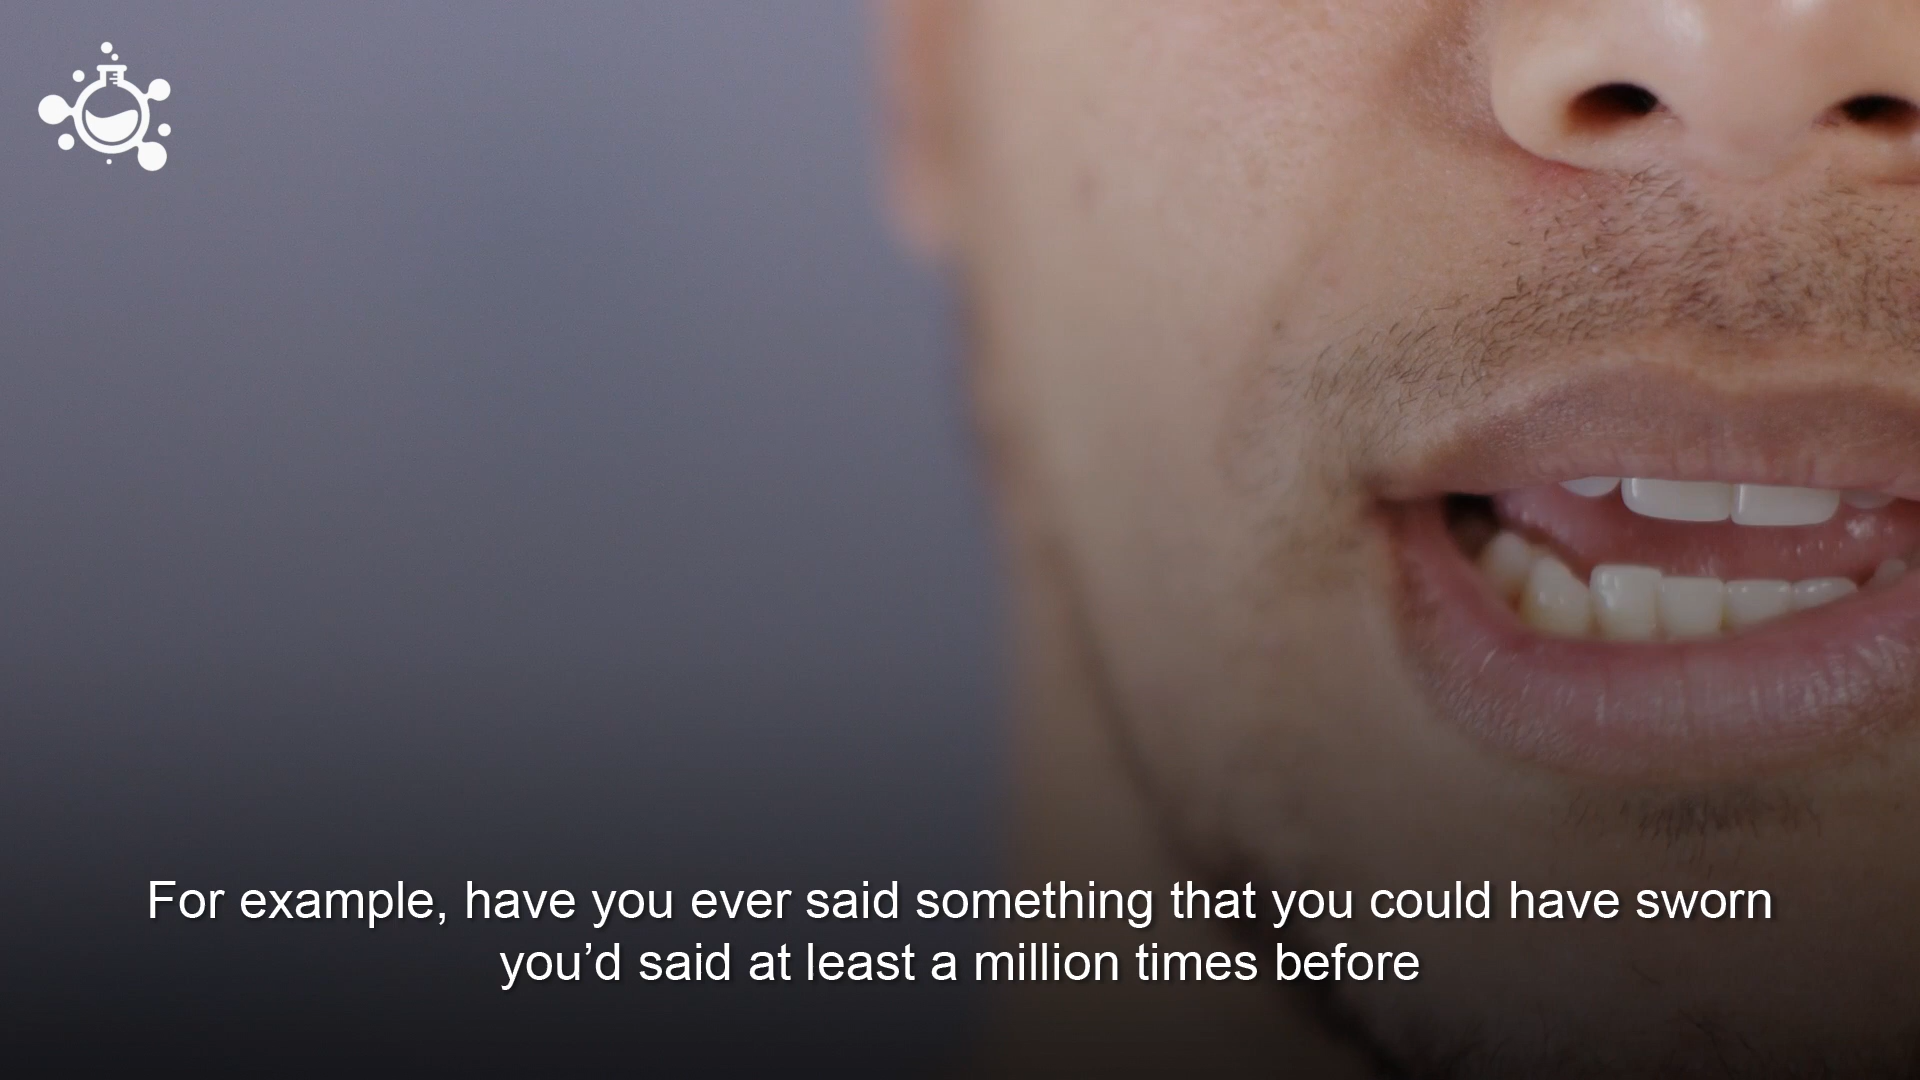 For example, have you ever said something that you could have sworn
you’d said at least a million times before